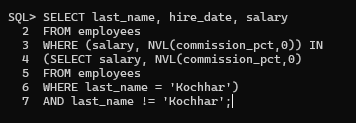 SQL> SELECT last_name, hire_date, salary
2 FROM employees
3 WHERE (salary, NVL(commission_pct,0)) IN
4 (SELECT salary, NVL(commission_pct,0)
5 FROM employees
6 WHERE last_name = 'Kochhar')
7 AND last_name != 'Kochhar';